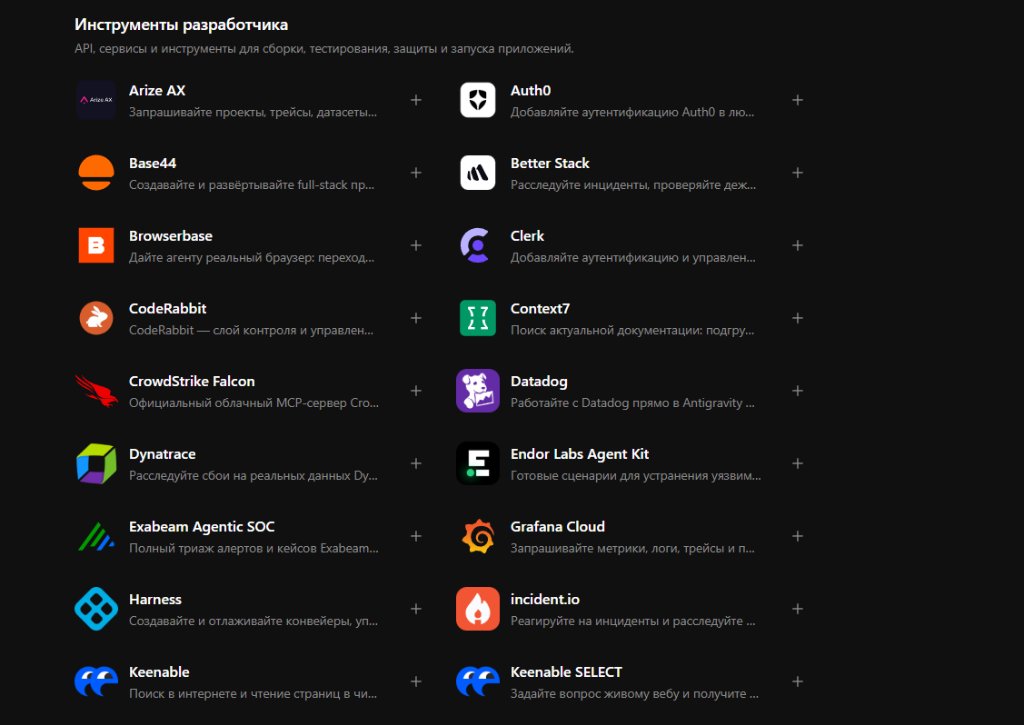 Инструменты разработчика
API, сервисы и инструменты для сборки, тестирования, защиты и запуска приложений.
Arize AX
Arize AX
Запрашивайте проекты, трейсы, датасеты...
Auth0
Добавляйте аутентификацию Auth0 в лю...
Base44
Создавайте и развёртывайте full-stack пр...
Better Stack
Расследуйте инциденты, проверяйте деж...
B
Browserbase
Дайте агенту реальный браузер: переход...
Clerk
Добавляйте аутентификацию и управлен...
CodeRabbit
CodeRabbit — слой контроля и управлен...
Context7
Поиск актуальной документации: подгру...
CrowdStrike Falcon
Официальный облачный MCP-сервер Cro...
Datadog
Работайте с Datadog прямо в Antigravity ...
Dynatrace
Расследуйте сбои на реальных данных Dy...
Endor Labs Agent Kit
Готовые сценарии для устранения уязвим...
Exabeam Agentic SOC
Полный триаж алертов и кейсов Exabeam...
Grafana Cloud
Запрашивайте метрики, логи, трейсы и п...
Harness
Создавайте и отлаживайте конвейеры, уп...
incident.io
Реагируйте на инциденты и расследуйте ...
Keenable
Поиск в интернете и чтение страниц в чи...
Keenable SELECT
Задайте вопрос живому вебу и получите ...